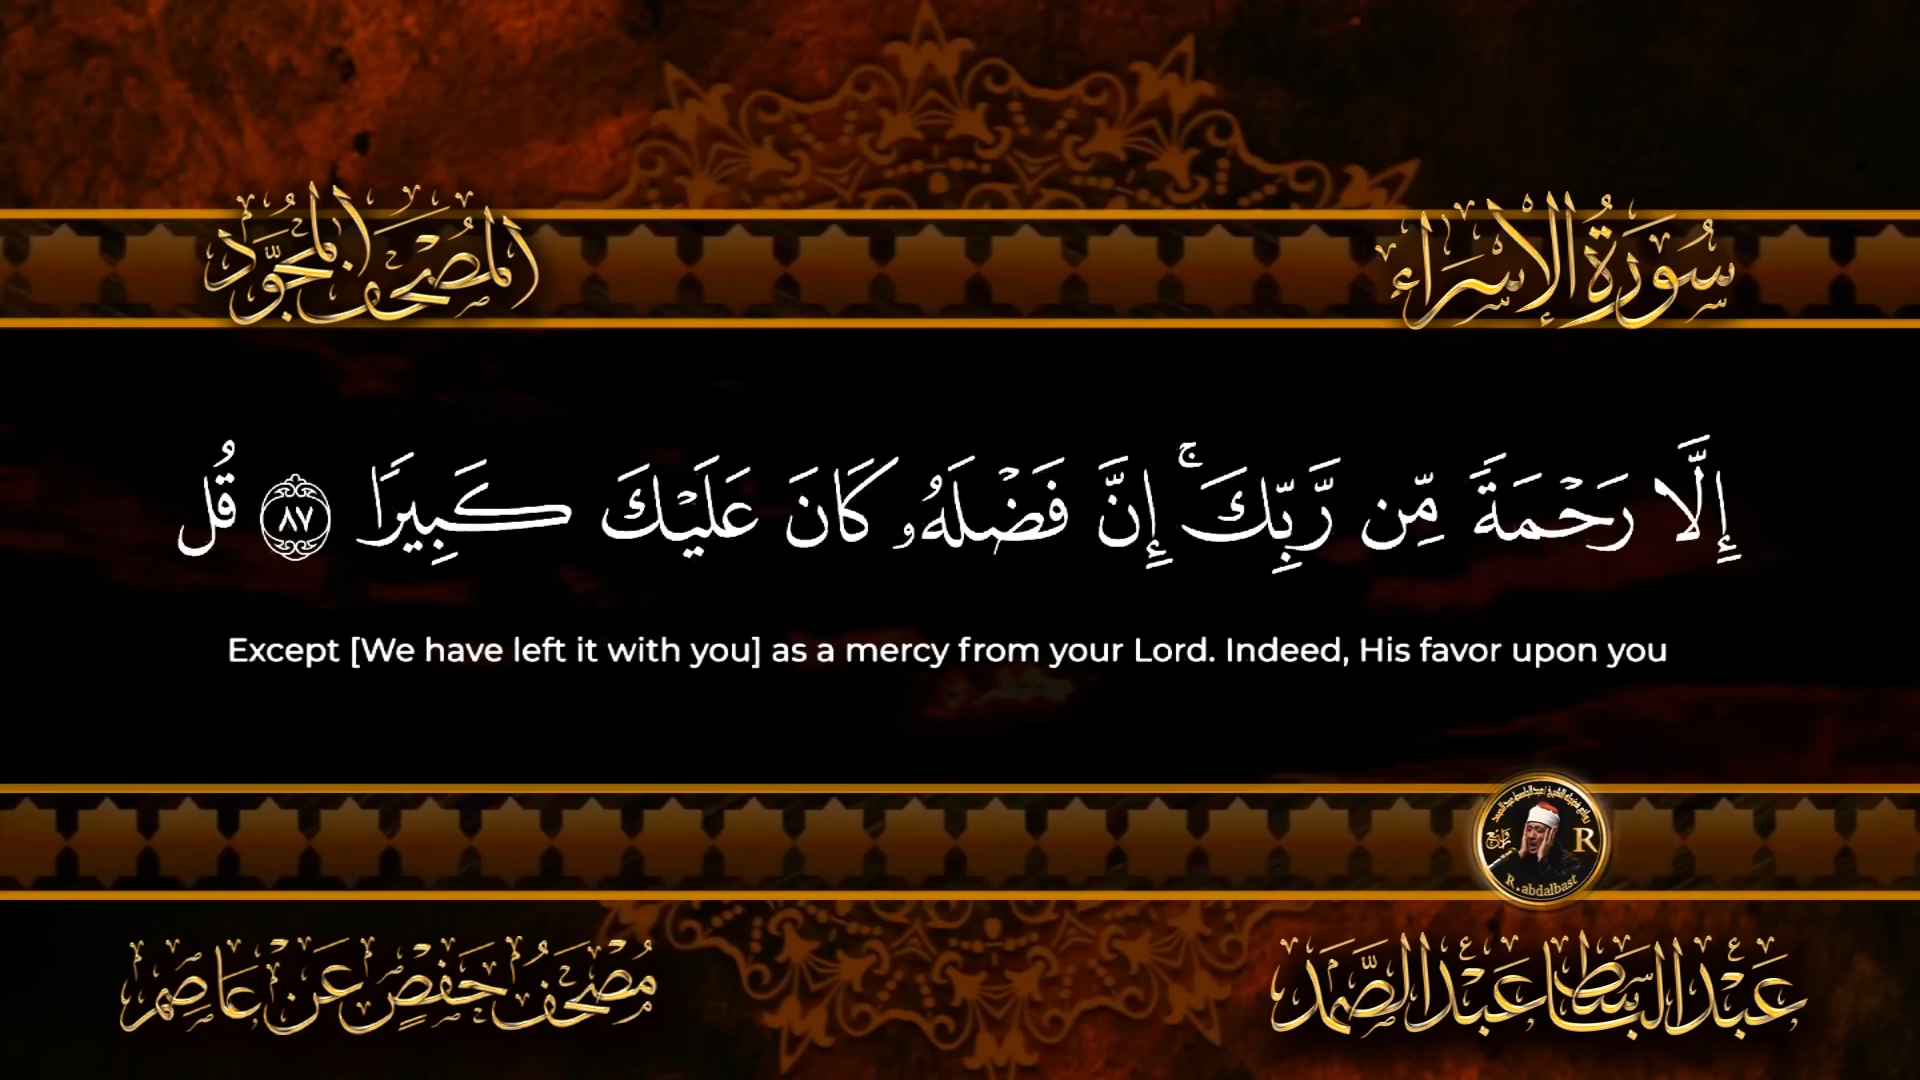 سُورَةُ الْإِسْرَاء
المُصْحَفُ المُجَوَّد
إِلَّا رَحْمَةً مِّن رَّبِّكَ ۚ إِنَّ فَضْلَهُۥ كَانَ عَلَيْكَ كَبِيرًا ﴿٨٧﴾ قُل
Except [We have left it with you] as a mercy from your Lord. Indeed, His favor upon you
R
R.abdalbast
عَبْدُ البَاسِط عَبْدُ الصَّمَد
مُصْحَفُ حَفْصٍ عَنْ عَاصِم